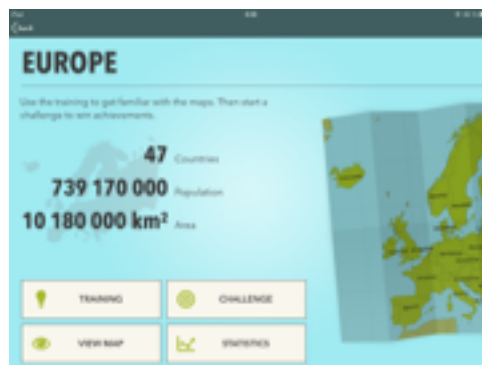 Back
EUROPE
Use the training to get familiar with the maps. Then start a
challenge to win achievements.
47 Countries
739 170 000 Population
10 180 000 km² Area
TRAINING
CHALLENGE
VIEW MAP
STATISTICS